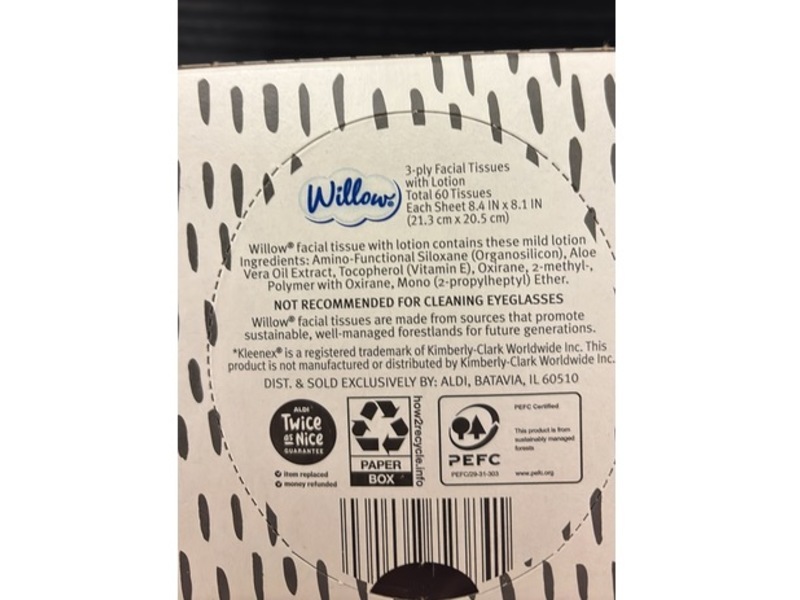 Willow®
3-ply Facial Tissues
with Lotion
Total 60 Tissues
Each Sheet 8.4 IN x 8.1 IN
(21.3 cm x 20.5 cm)
Willow® facial tissue with lotion contains these mild lotion
Ingredients: Amino-Functional Siloxane (Organosilicon), Aloe
Vera Oil Extract, Tocopherol (Vitamin E), Oxirane, 2-methyl-,
Polymer with Oxirane, Mono (2-propylheptyl) Ether.
NOT RECOMMENDED FOR CLEANING EYEGLASSES
Willow® facial tissues are made from sources that promote
sustainable, well-managed forestlands for future generations.
*Kleenex® is a registered trademark of Kimberly-Clark Worldwide Inc. This
product is not manufactured or distributed by Kimberly-Clark Worldwide Inc.
DIST. & SOLD EXCLUSIVELY BY: ALDI, BATAVIA, IL 60510
ALDI
Twice
as Nice
GUARANTEE
item replaced
money refunded
PAPER
BOX
how2recycle.info
PEFC
PEFC/29-31-303
PEFC Certified
This product is from
sustainably managed
forests
www.pefc.org